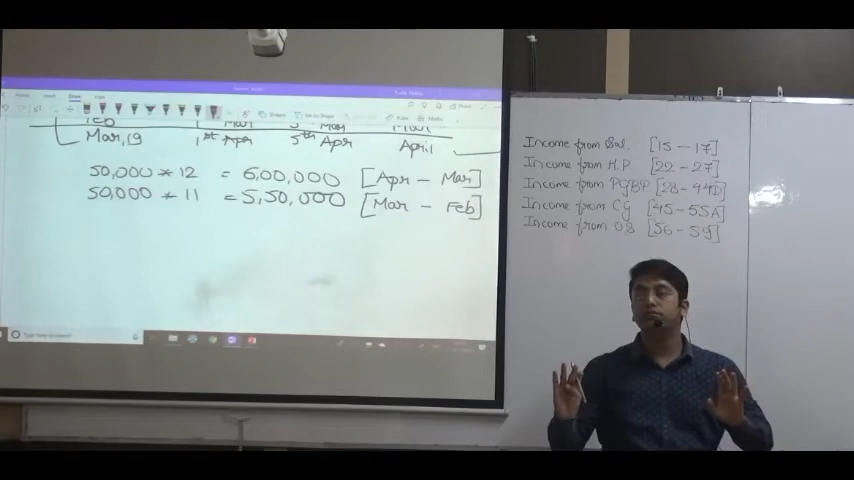 Feb
Mar,19 1st Apr 5th Apr April
50,000 * 12 = 6,00,000 [Apr - Mar]
50,000 * 11 = 5,50,000 [Mar - Feb]
Income from Sal. [15 - 17]
Income from H.P [22 - 27]
Income from PGBP [28 - 44D]
Income from CG [45 - 55A]
Income from OS [56 - 59]